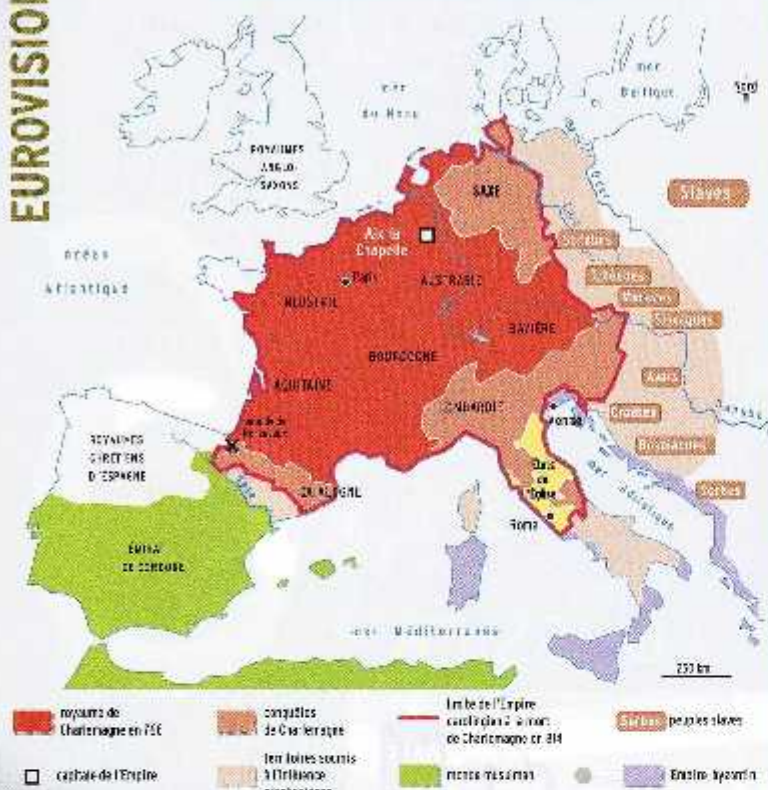 EUROVISION
mer
du Nord
mer
Baltique
Nord
ROYAUMES
ANGLO-
SAXONS
SAXE
Slaves
océan
Atlantique
Aix la
Chapelle
Paris
AUSTRASIE
NEUSTRIE
BAVIÈRE
BOURGOGNE
AQUITAINE
LOMBARDIE
Venise
Croates
Avars
ROYAUMES
CHRÉTIENS
D'ESPAGNE
États
de
l'Église
mer Adriatique
Serbes
Rome
ÉMIRAT
DE CORDOUE
mer Méditerranée
250 km
royaume de
Charlemagne en 768
conquêtes
de Charlemagne
limite de l'Empire
carolingien à la mort
de Charlemagne en 814
Serbes peuples slaves
capitale de l'Empire
territoires soumis
à l'influence
monde musulman
Empire byzantin